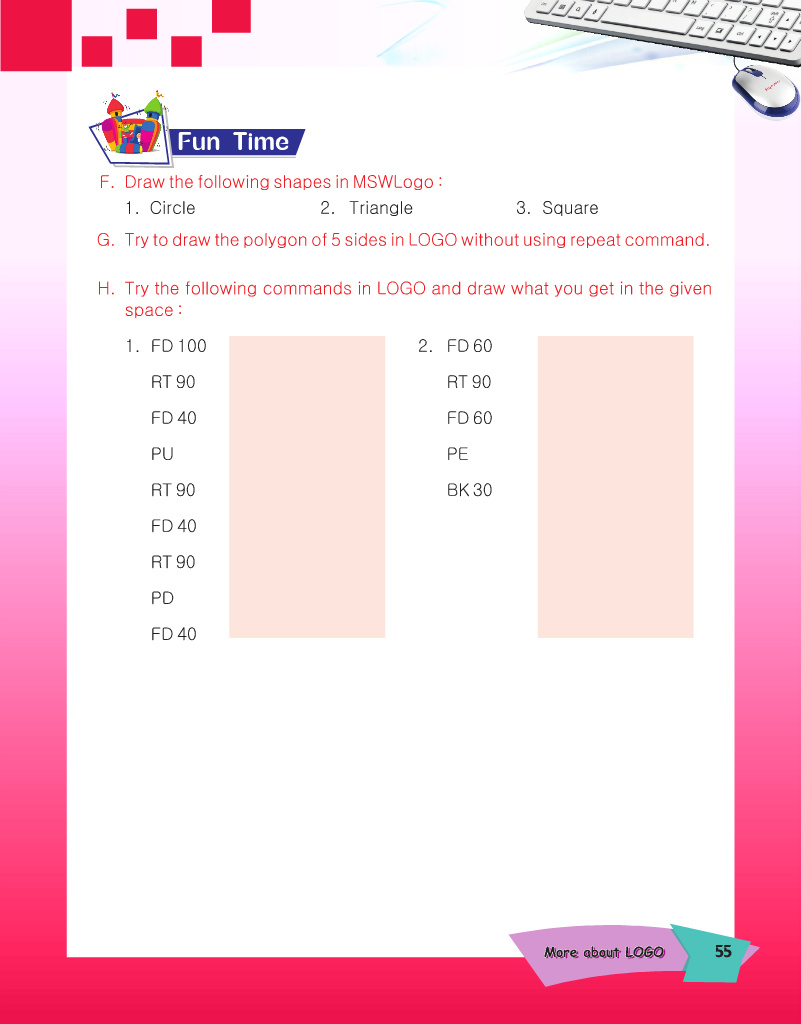 Fun Time
F. Draw the following shapes in MSWLogo :
1. Circle 2. Triangle 3. Square
G. Try to draw the polygon of 5 sides in LOGO without using repeat command.
H. Try the following commands in LOGO and draw what you get in the given
space :
1. FD 100
RT 90
FD 40
PU
RT 90
FD 40
RT 90
PD
FD 40
2. FD 60
RT 90
FD 60
PE
BK 30
More about LOGO 55